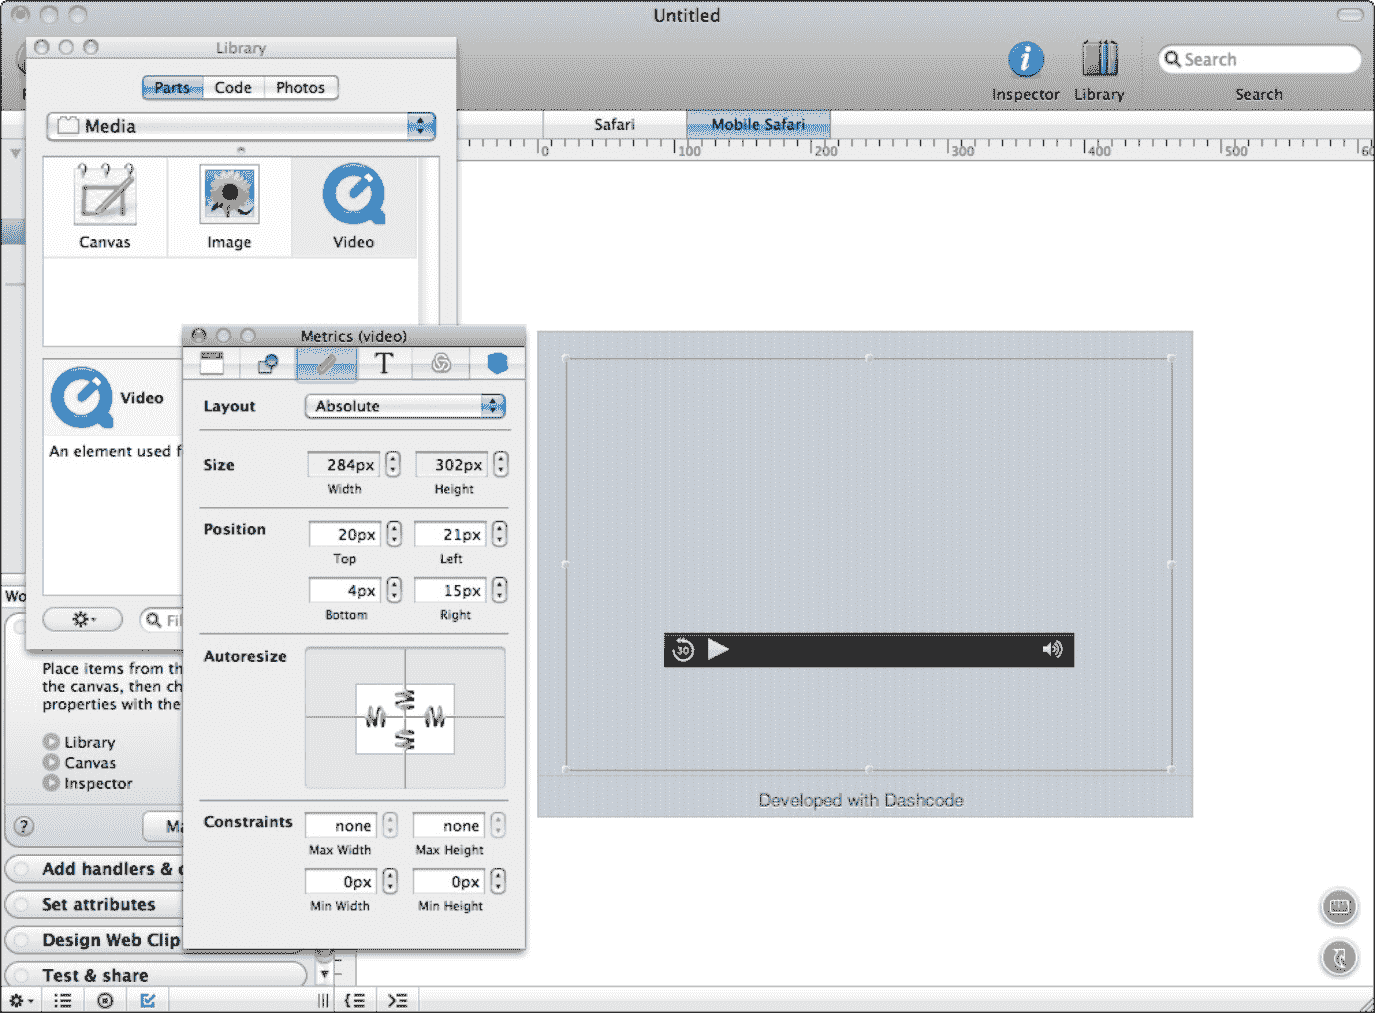 Untitled
Library
Parts Code Photos
Media
Inspector Library
Search
Search
Safari Mobile Safari
0 100 200 300 400 500
Canvas Image Video
Video
An element used
Metrics (video)
T
Layout Absolute
Size 284px 302px
Width Height
Position 20px 21px
Top Left
4px 15px
Bottom Right
Autoresize
Constraints none none
Max Width Max Height
0px 0px
Min Width Min Height
30
Developed with Dashcode
Place items from
the canvas, then
properties with the
Library
Canvas
Inspector
?
Add handlers &
Set attributes
Design Web Clip
Test & share